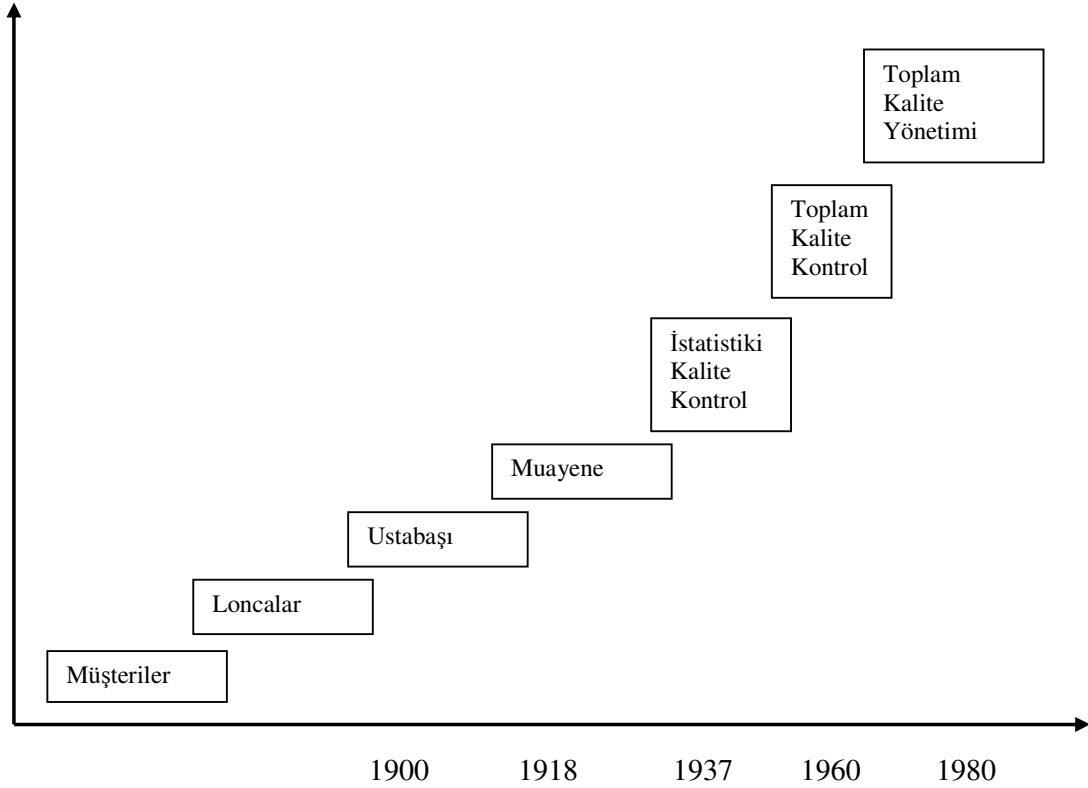 Toplam
Kalite
Yönetimi
Toplam
Kalite
Kontrol
İstatistiki
Kalite
Kontrol
Muayene
Ustabaşı
Loncalar
Müşteriler
1900 1918 1937 1960 1980